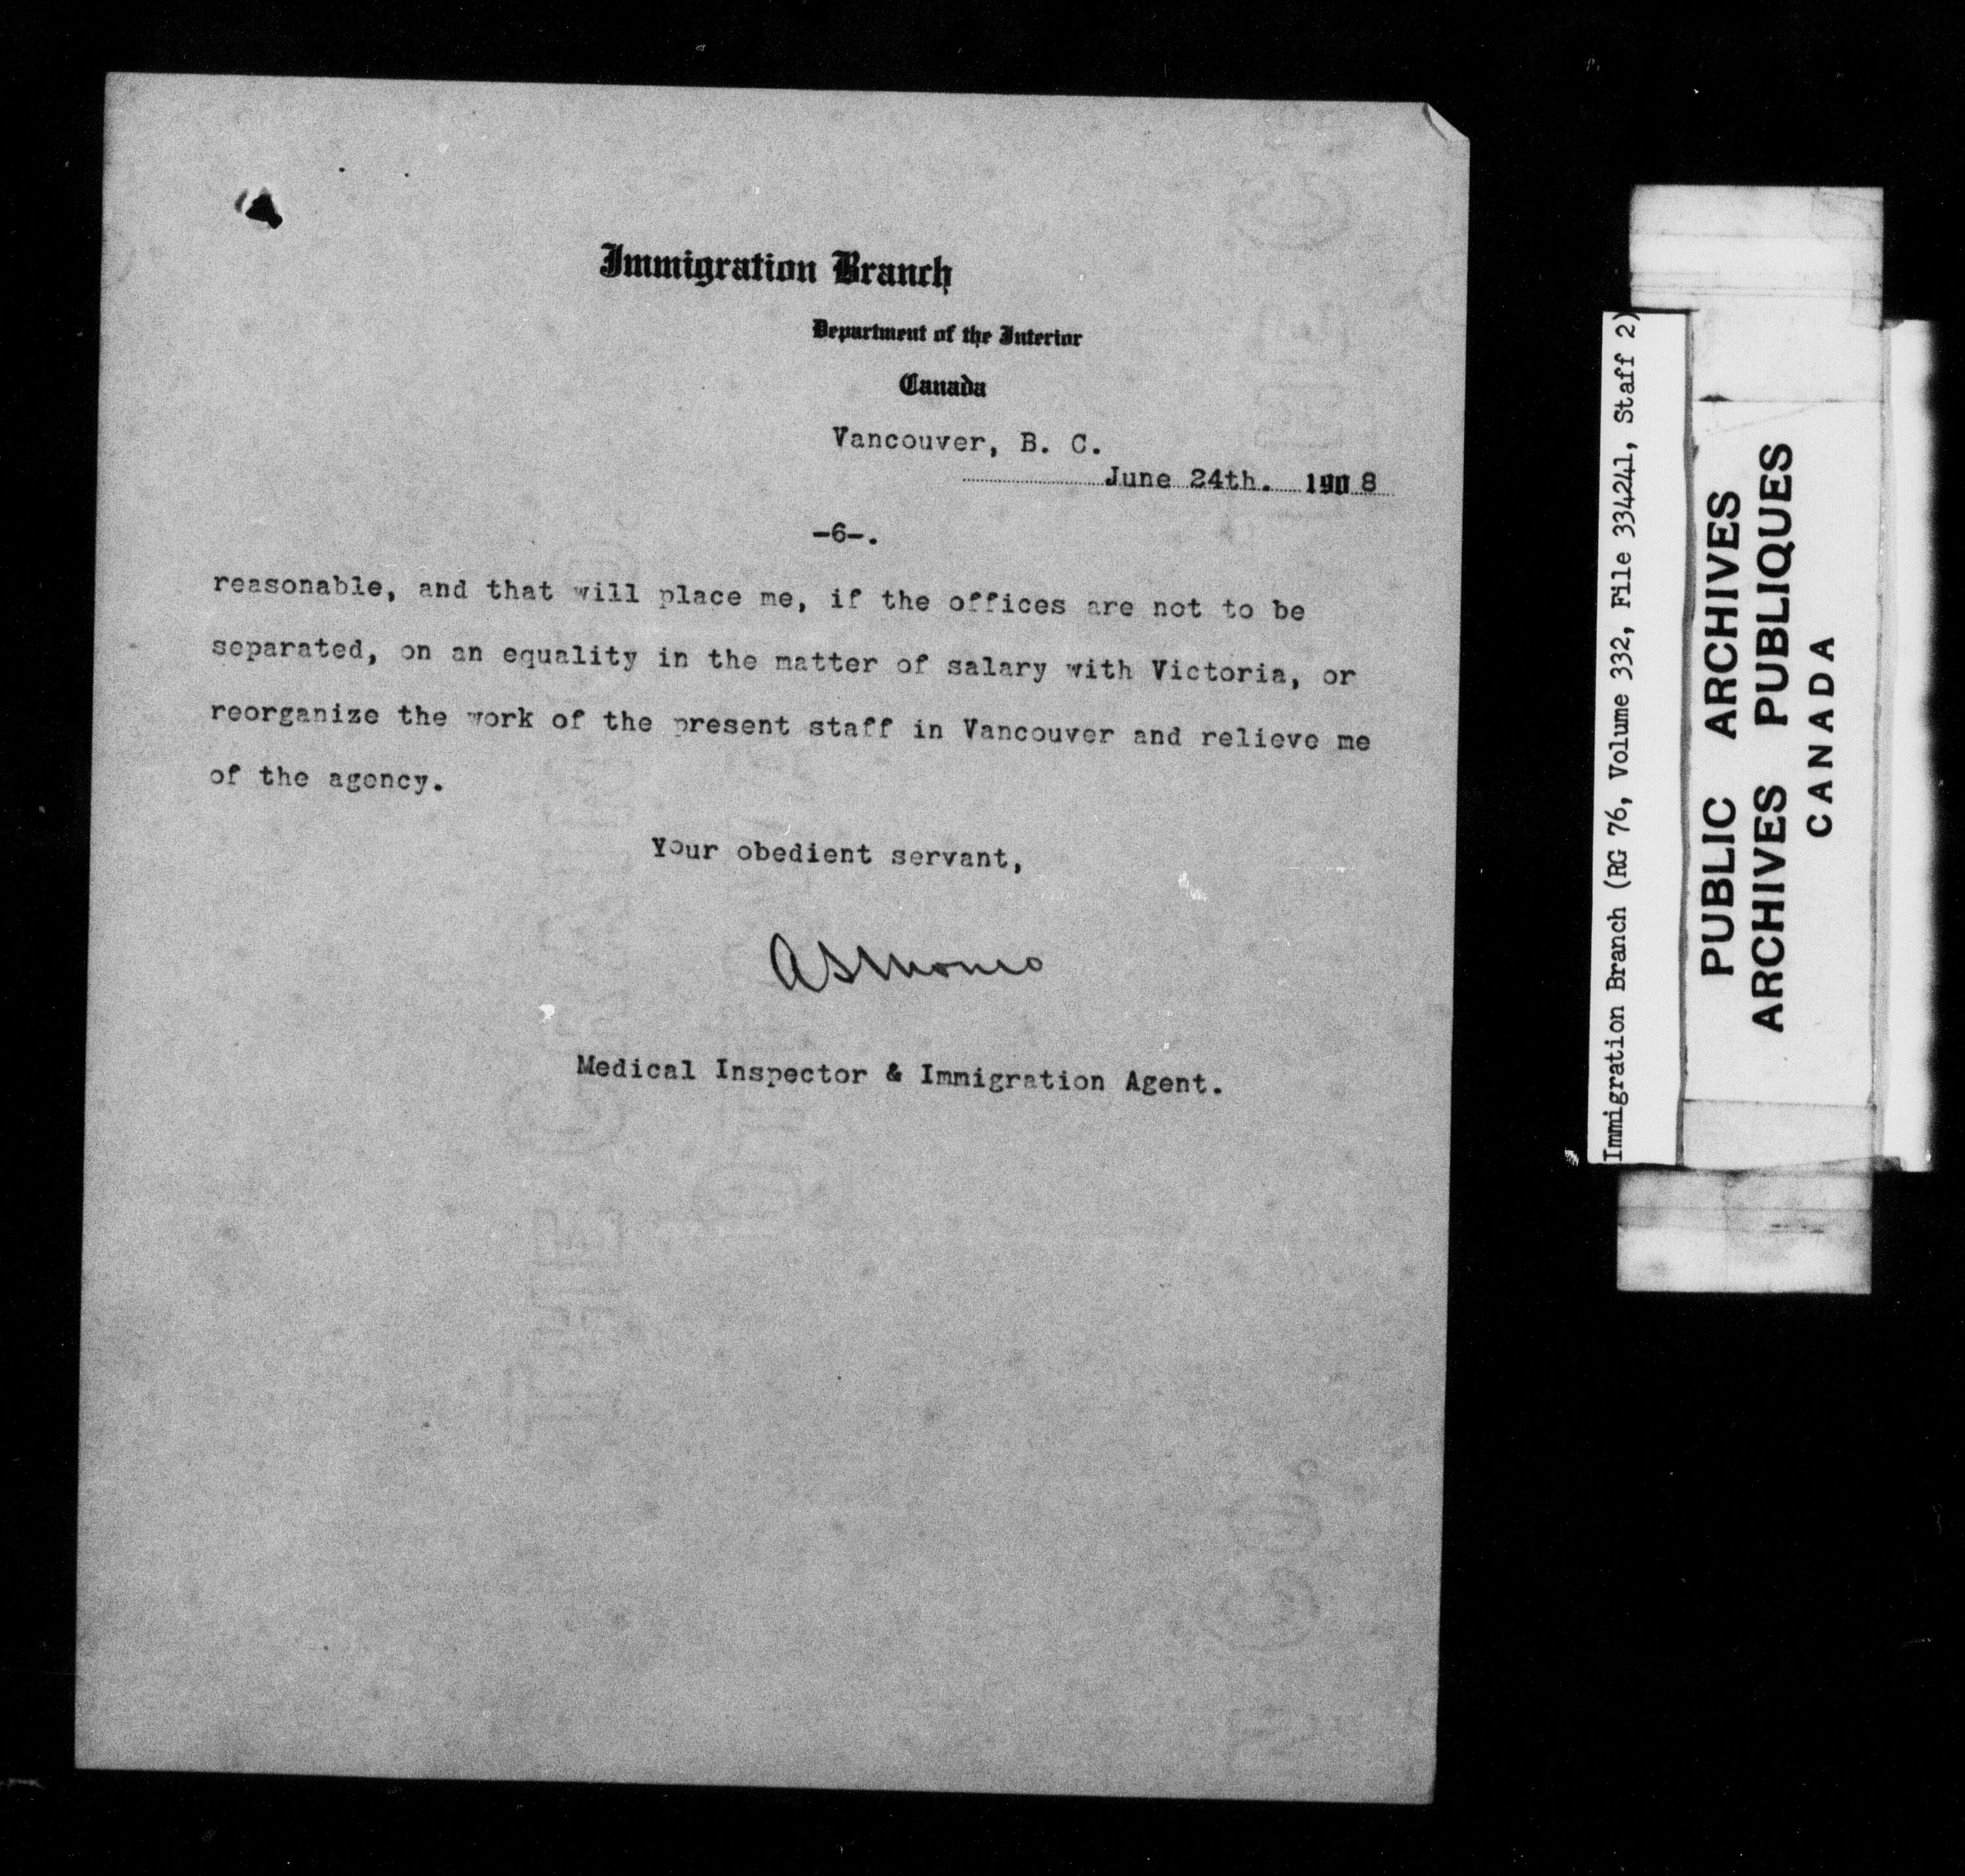 Immigration Branch
Department of the Interior
Canada
Vancouver, B. C.
June 24th. 1908
-6-.
reasonable, and that will place me, if the offices are not to be
separated, on an equality in the matter of salary with Victoria, or
reorganize the work of the present staff in Vancouver and relieve me
of the agency.
Your obedient servant,
ASMonro
Medical Inspector & Immigration Agent.
Immigration Branch (RG 76, Volume 332, File 334241, Staff 2)
PUBLIC ARCHIVES
ARCHIVES PUBLIQUES
CANADA